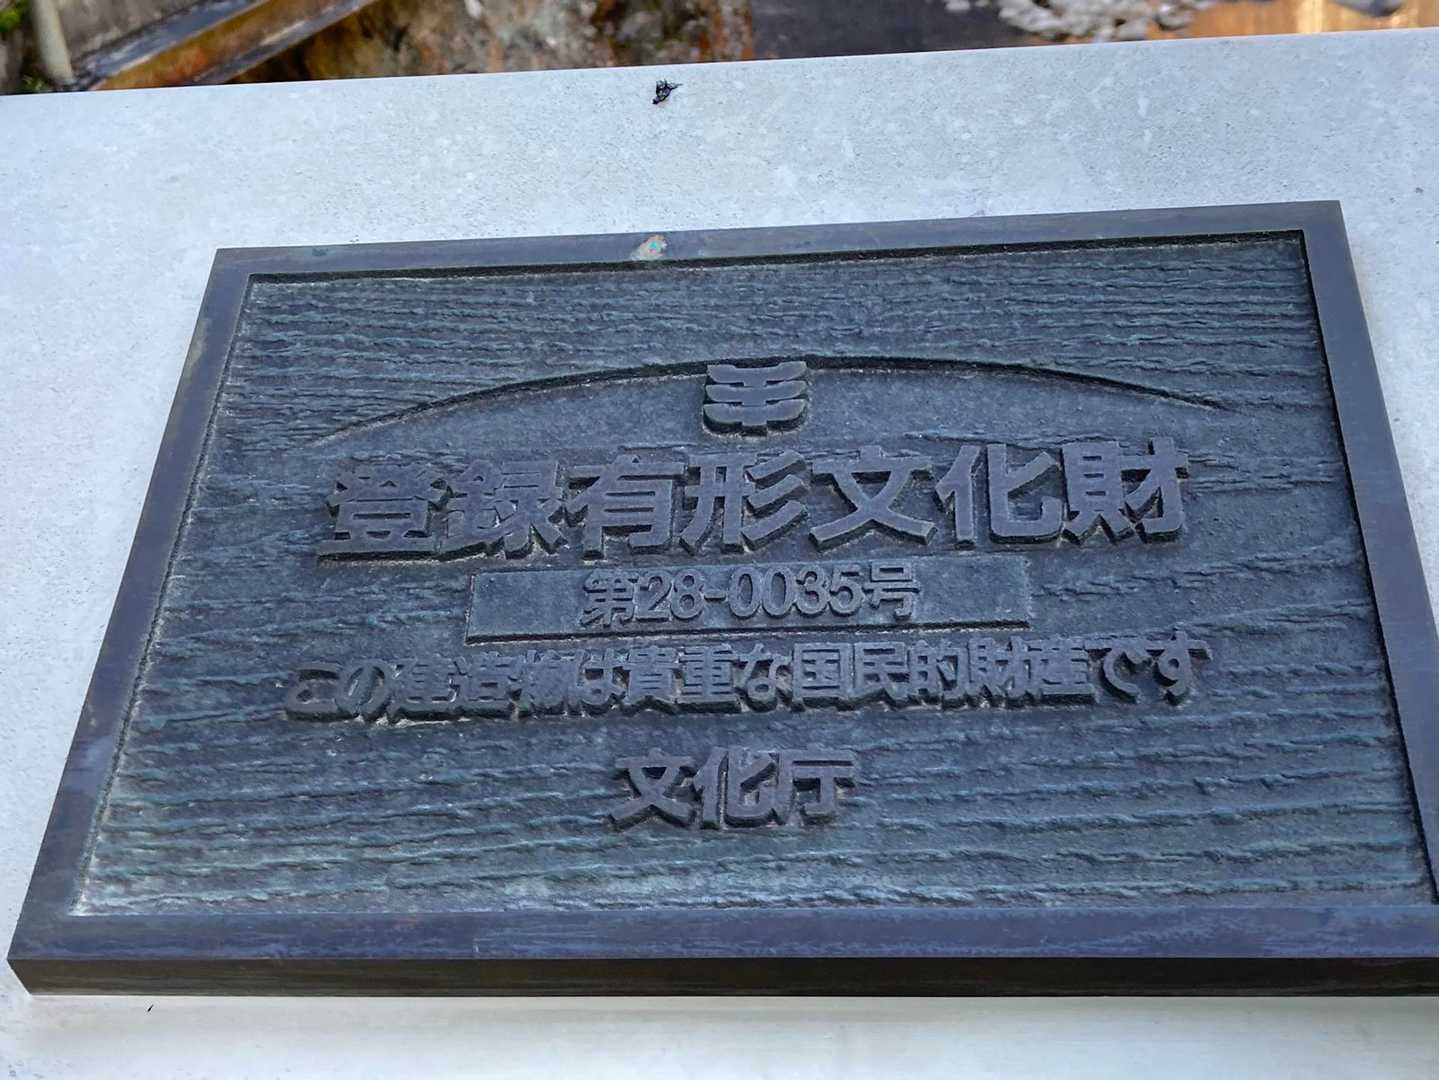 登録有形文化財
第28-0035号
この建造物は貴重な国民的財産です
文化庁